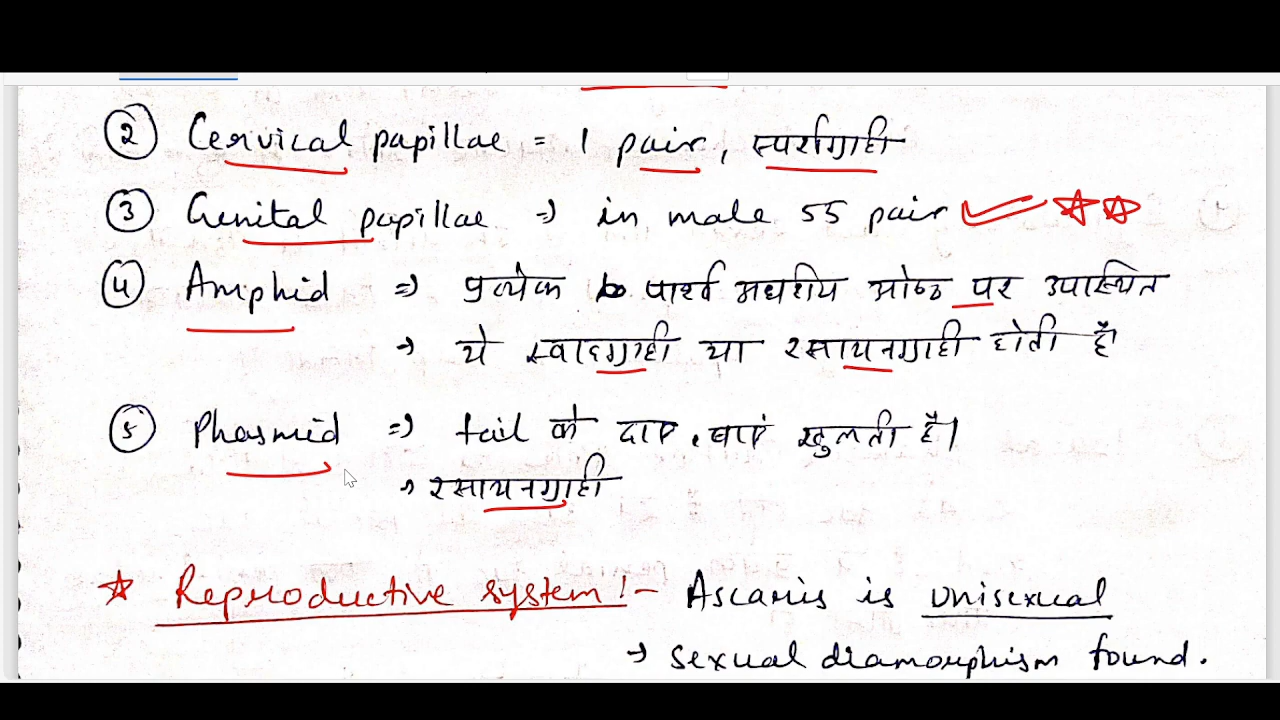 ② Cervical papillae = 1 pair, स्पर्शग्राही
③ Genital papillae ⇒ in male 55 pair
④ Amphid ⇒ प्रत्येक पार्श्व अधरीय ओष्ठ पर उपास्थित
→ ये स्वादग्राही या रसायनग्राही होती है
⑤ Phasmid ⇒ tail के दाए, बाएं खुलती है।
→ रसायनग्राही
☆ Reproductive system!- Ascaris is unisexual
→ sexual diamorphism found.